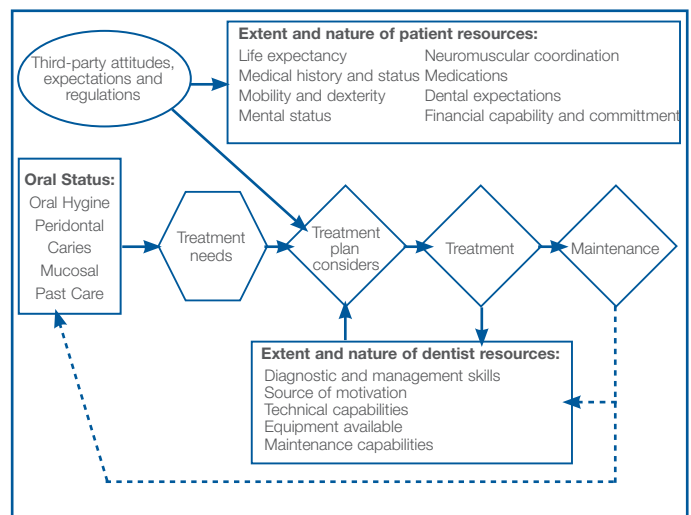 Third-party attitudes,
expectations and
regulations
Extent and nature of patient resources:
Life expectancy
Medical history and status
Mobility and dexterity
Mental status
Neuromuscular coordination
Medications
Dental expectations
Financial capability and committment
Oral Status:
Oral Hygine
Peridontal
Caries
Mucosal
Past Care
Treatment
needs
Treatment
plan
considers
Treatment
Maintenance
Extent and nature of dentist resources:
Diagnostic and management skills
Source of motivation
Technical capabilities
Equipment available
Maintenance capabilities